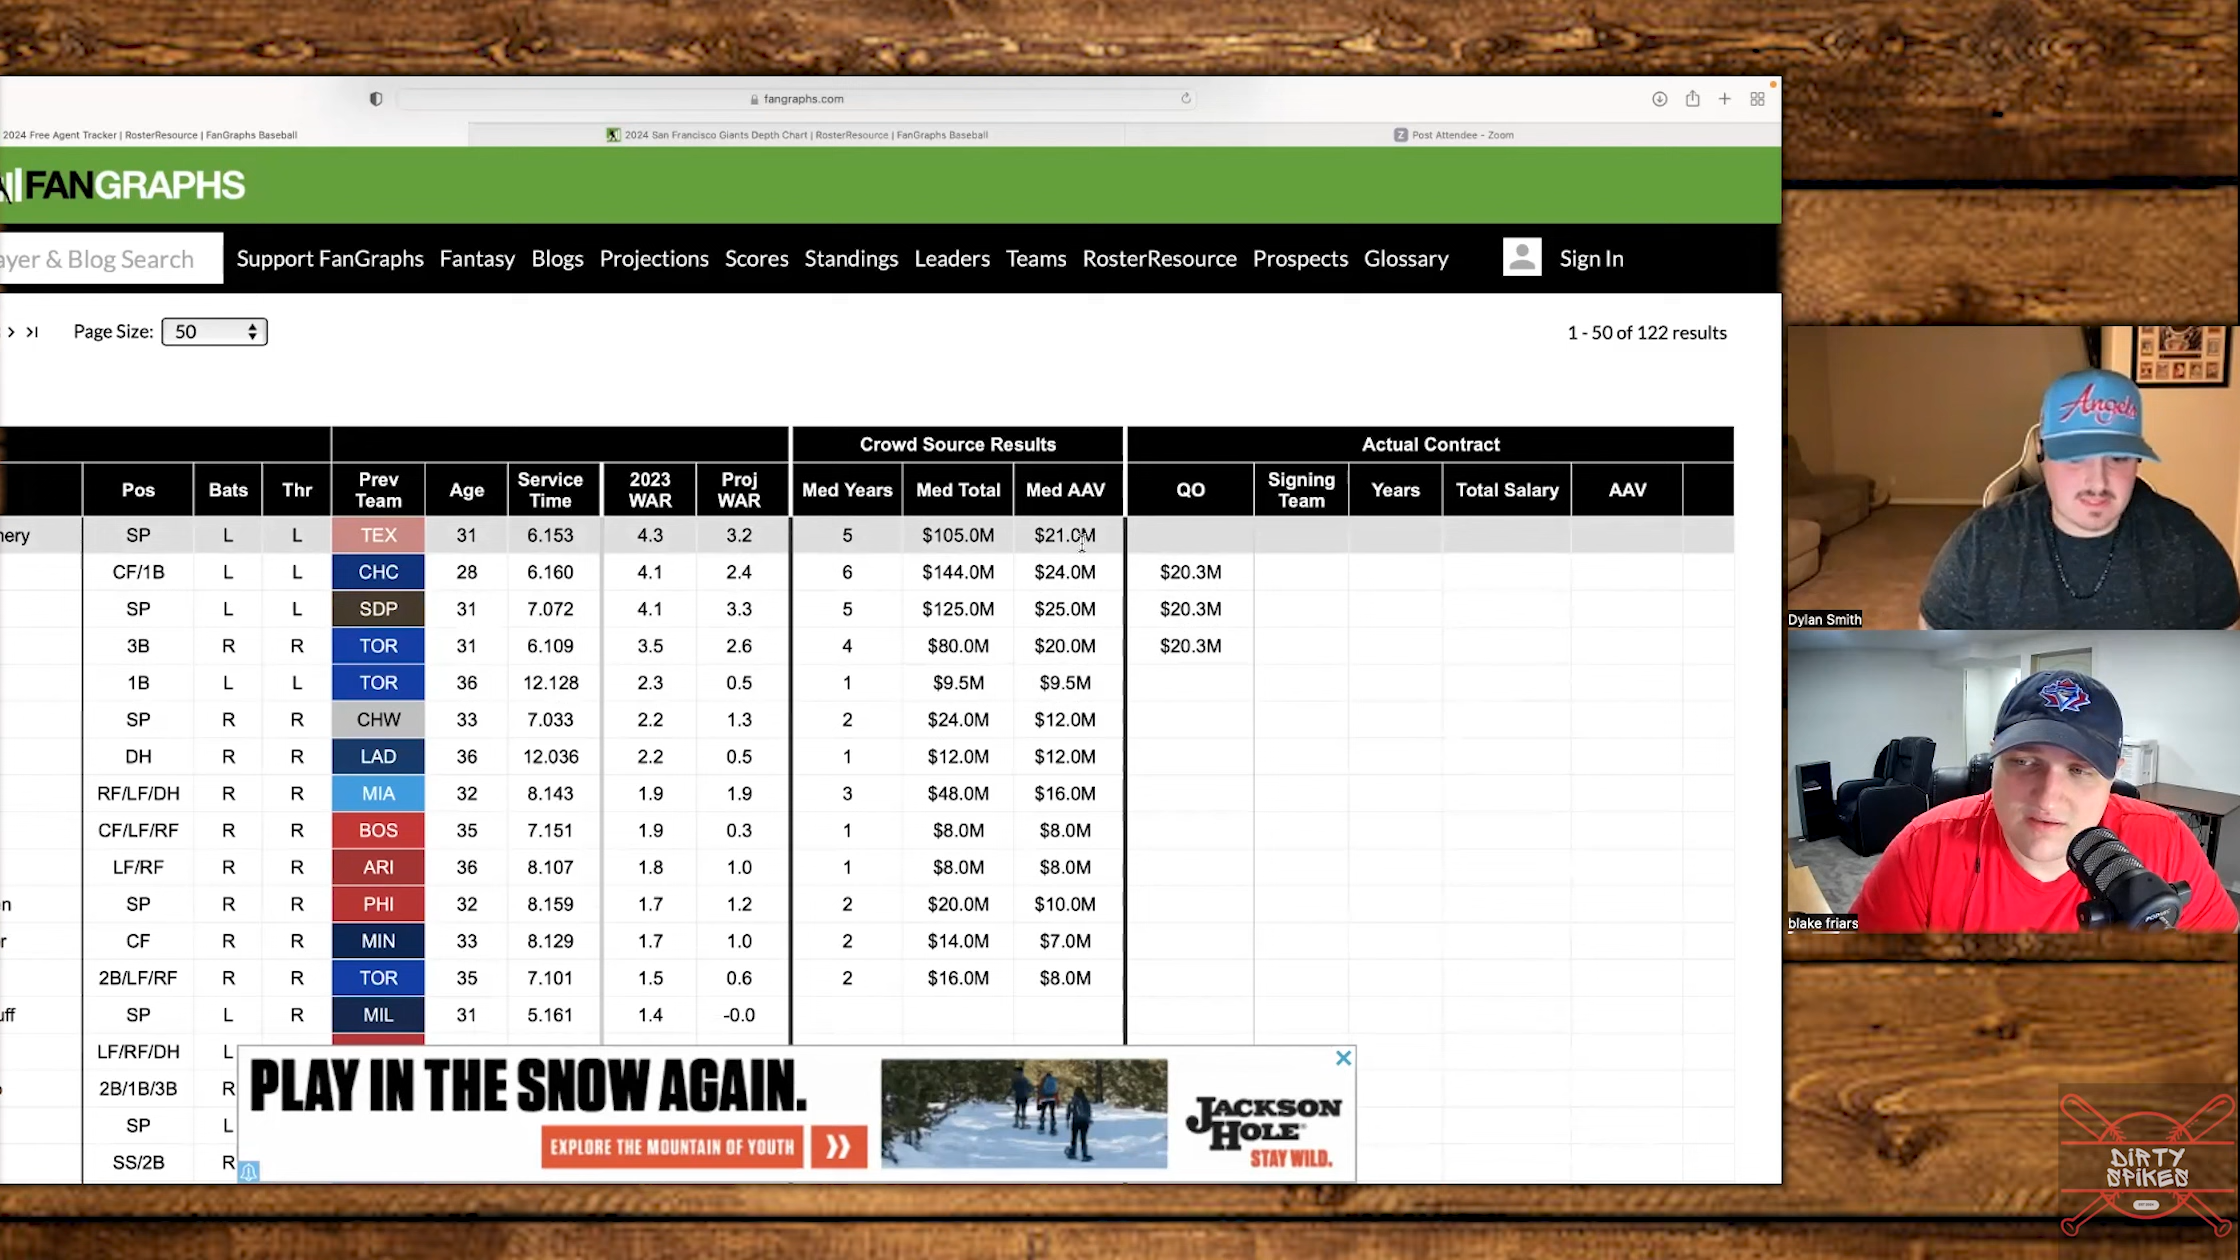 fangraphs.com
2024 Free Agent Tracker | RosterResource | FanGraphs Baseball
2024 San Francisco Giants Depth Chart | RosterResource | FanGraphs Baseball
Z Post Attendee - Zoom
FANGRAPHS
ayer & Blog Search Support FanGraphs Fantasy Blogs Projections Scores Standings Leaders Teams RosterResource Prospects Glossary Sign In
Page Size: 50 1 - 50 of 122 results
Crowd Source Results Actual Contract
Pos Bats Thr Prev Team Age Service Time 2023 WAR Proj WAR Med Years Med Total Med AAV QO Signing Team Years Total Salary AAV
nery SP L L TEX 31 6.153 4.3 3.2 5 $105.0M $21.0M
CF/1B L L CHC 28 6.160 4.1 2.4 6 $144.0M $24.0M $20.3M
SP L L SDP 31 7.072 4.1 3.3 5 $125.0M $25.0M $20.3M
3B R R TOR 31 6.109 3.5 2.6 4 $80.0M $20.0M $20.3M
1B L L TOR 36 12.128 2.3 0.5 1 $9.5M $9.5M
SP R R CHW 33 7.033 2.2 1.3 2 $24.0M $12.0M
DH R R LAD 36 12.036 2.2 0.5 1 $12.0M $12.0M
RF/LF/DH R R MIA 32 8.143 1.9 1.9 3 $48.0M $16.0M
CF/LF/RF R R BOS 35 7.151 1.9 0.3 1 $8.0M $8.0M
LF/RF R R ARI 36 8.107 1.8 1.0 1 $8.0M $8.0M
n SP R R PHI 32 8.159 1.7 1.2 2 $20.0M $10.0M
r CF R R MIN 33 8.129 1.7 1.0 2 $14.0M $7.0M
2B/LF/RF R R TOR 35 7.101 1.5 0.6 2 $16.0M $8.0M
uff SP L R MIL 31 5.161 1.4 -0.0
LF/RF/DH L
2B/1B/3B R
SP L
SS/2B R
PLAY IN THE SNOW AGAIN.
EXPLORE THE MOUNTAIN OF YOUTH
JACKSON HOLE
STAY WILD.
Angels
Dylan Smith
blake friars
DIRTY
SPIKES